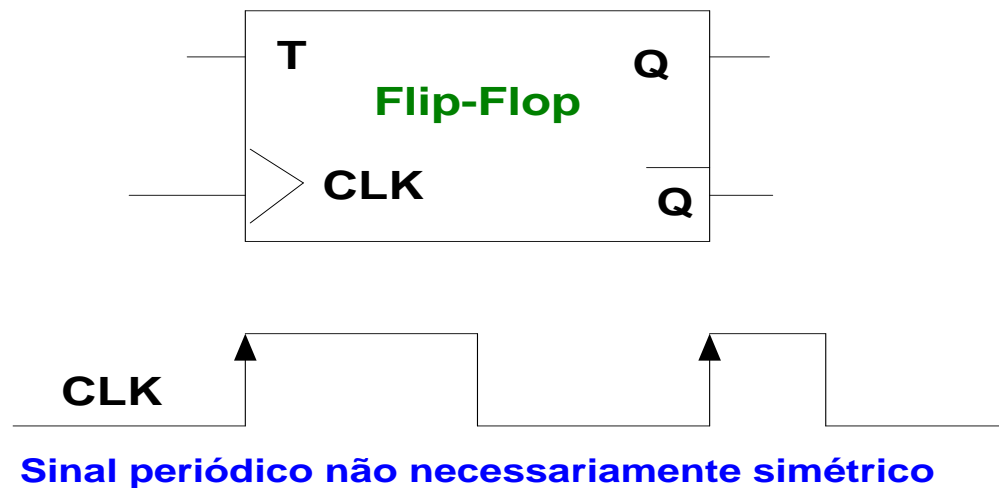 T
Q
Flip-Flop
CLK
Q
CLK
Sinal periódico não necessariamente simétrico